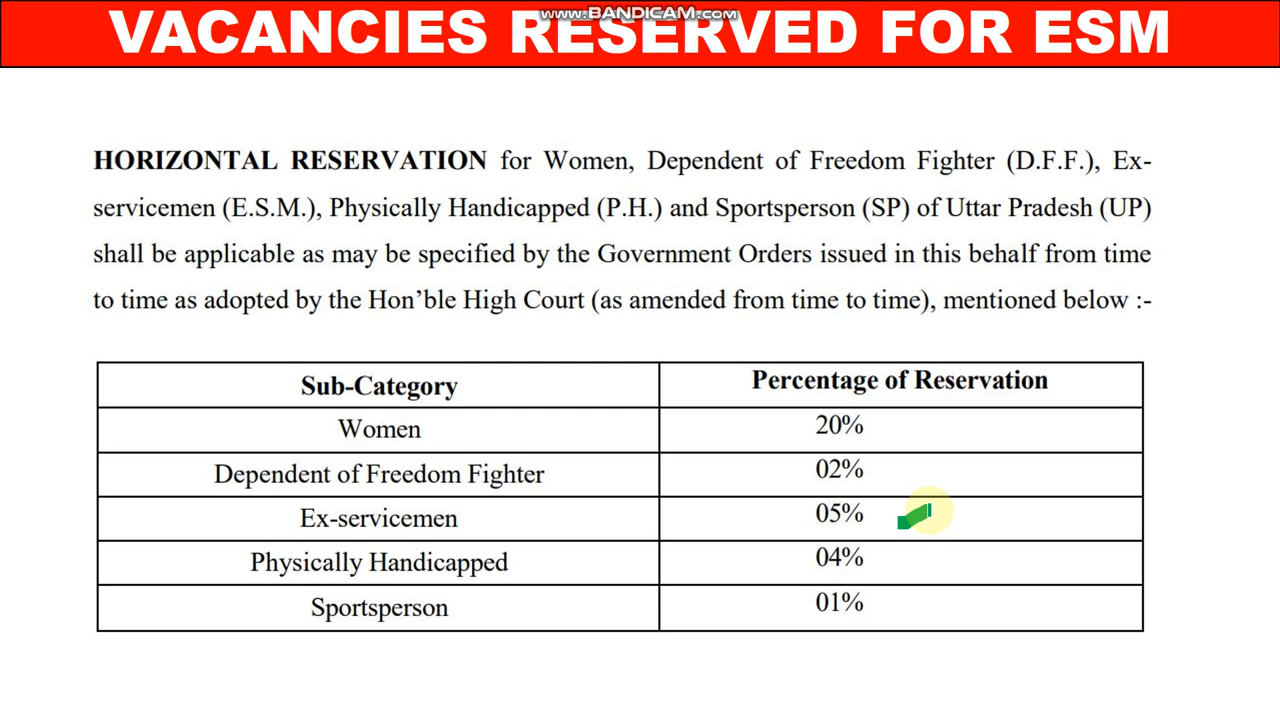 www.BANDICAM.com
VACANCIES RESERVED FOR ESM
HORIZONTAL RESERVATION for Women, Dependent of Freedom Fighter (D.F.F.), Ex-
servicemen (E.S.M.), Physically Handicapped (P.H.) and Sportsperson (SP) of Uttar Pradesh (UP)
shall be applicable as may be specified by the Government Orders issued in this behalf from time
to time as adopted by the Hon’ble High Court (as amended from time to time), mentioned below :-
Sub-Category Percentage of Reservation
Women 20%
Dependent of Freedom Fighter 02%
Ex-servicemen 05%
Physically Handicapped 04%
Sportsperson 01%